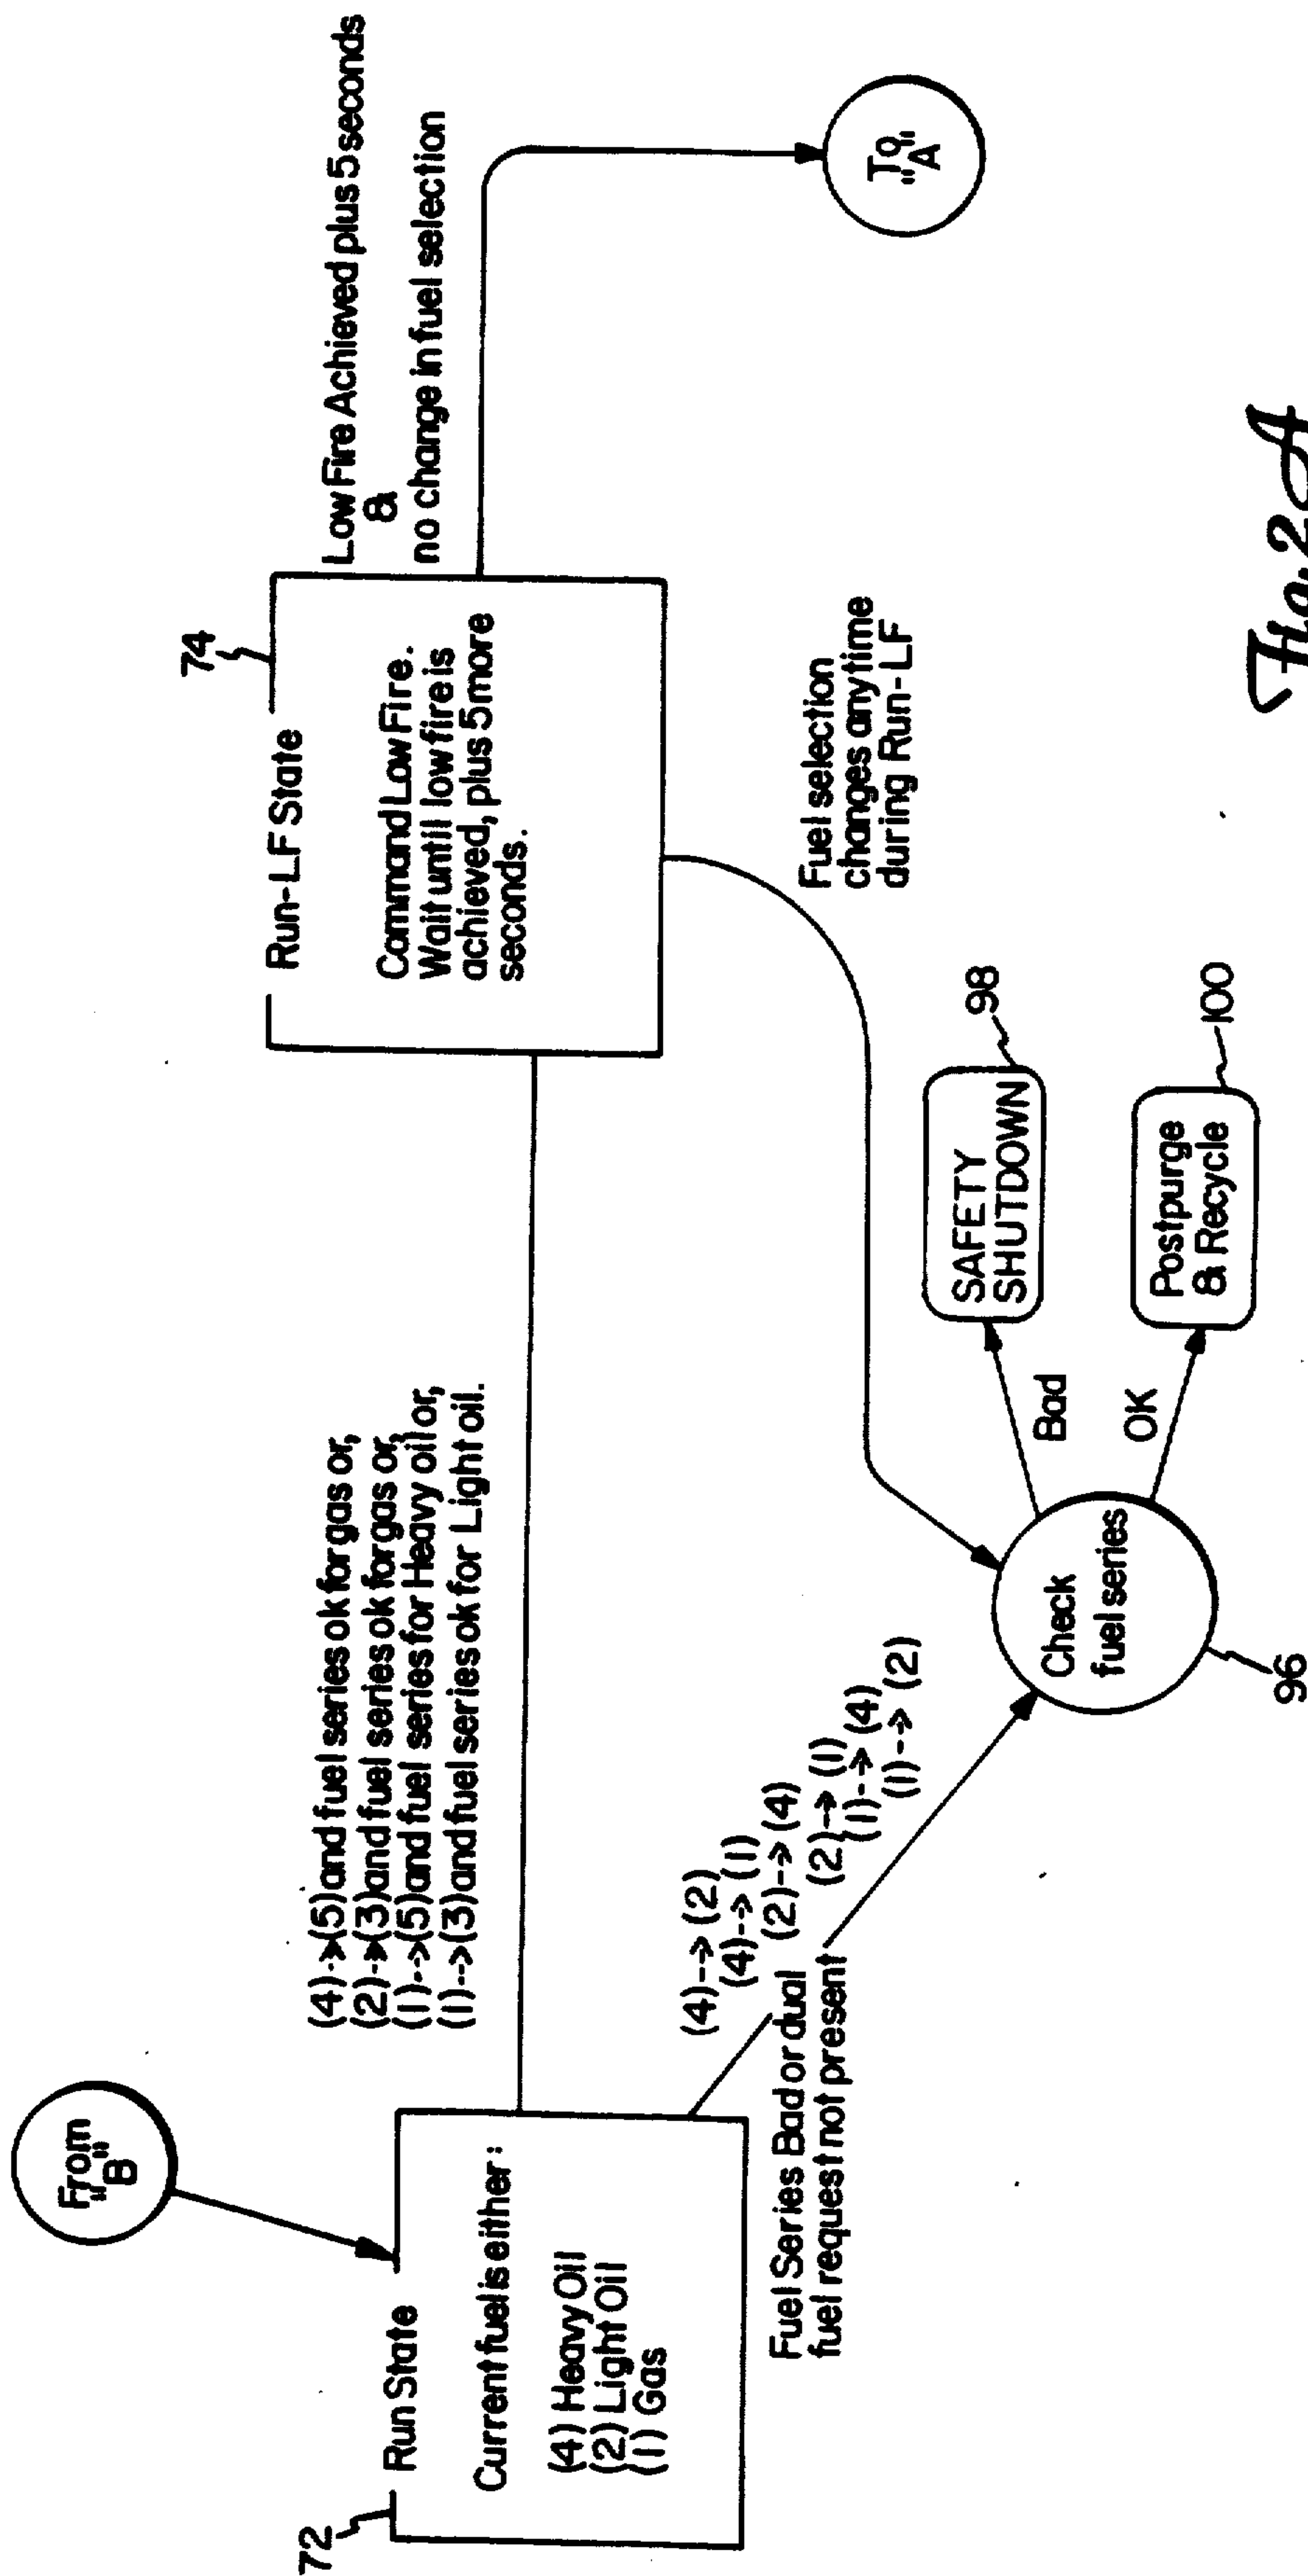 From
"B"
72
Run State
Current fuel is either:
(4) Heavy Oil
(2) Light Oil
(1) Gas
(4)->(5) and fuel series ok for gas or,
(2)->(3) and fuel series ok for gas or,
(1)-->(5) and fuel series for Heavy oil or,
(1)-->(3) and fuel series ok for Light oil.
74
Run-LF State
Command Low Fire.
Wait until low fire is
achieved, plus 5 more
seconds.
Low Fire Achieved plus 5 seconds
&
no change in fuel selection
To
"A"
Fuel selection
changes anytime
during Run-LF
(4)--> (2)
(4)--> (1)
(2)--> (4)
(2)--> (1)
(1)--> (4)
(1)--> (2)
Fuel Series Bad or dual
fuel request not present
Check
fuel series
96
Bad
OK
SAFETY
SHUTDOWN
98
Postpurge
& Recycle
100
Fig. 2A